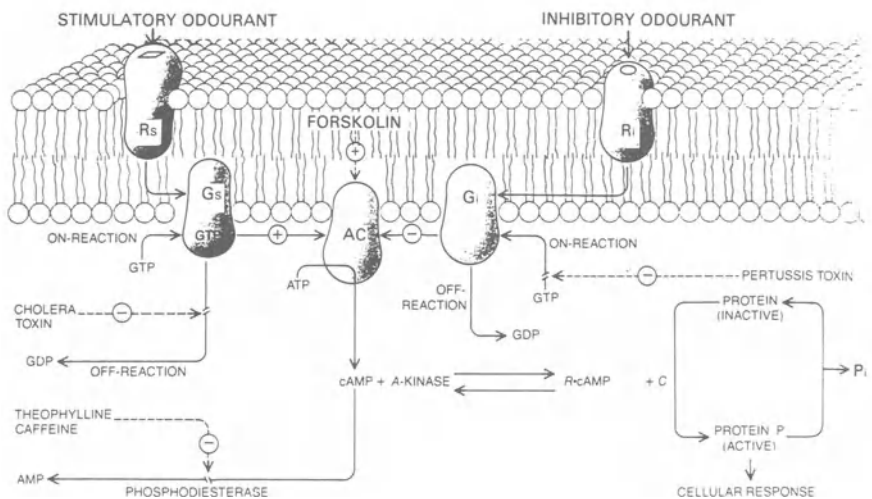 STIMULATORY ODOURANT
INHIBITORY ODOURANT
FORSKOLIN
+
Rs
Ri
Gs
GTP
AC
Gi
ON-REACTION
GTP
+
−
ATP
OFF-
REACTION
ON-REACTION
GTP
−
PERTUSSIS TOXIN
CHOLERA
TOXIN
−
GDP
OFF-REACTION
GDP
PROTEIN
(INACTIVE)
cAMP + A-KINASE
R•cAMP
+ C
Pi
THEOPHYLLINE
CAFFEINE
−
PROTEIN P
(ACTIVE)
AMP
PHOSPHODIESTERASE
CELLULAR RESPONSE